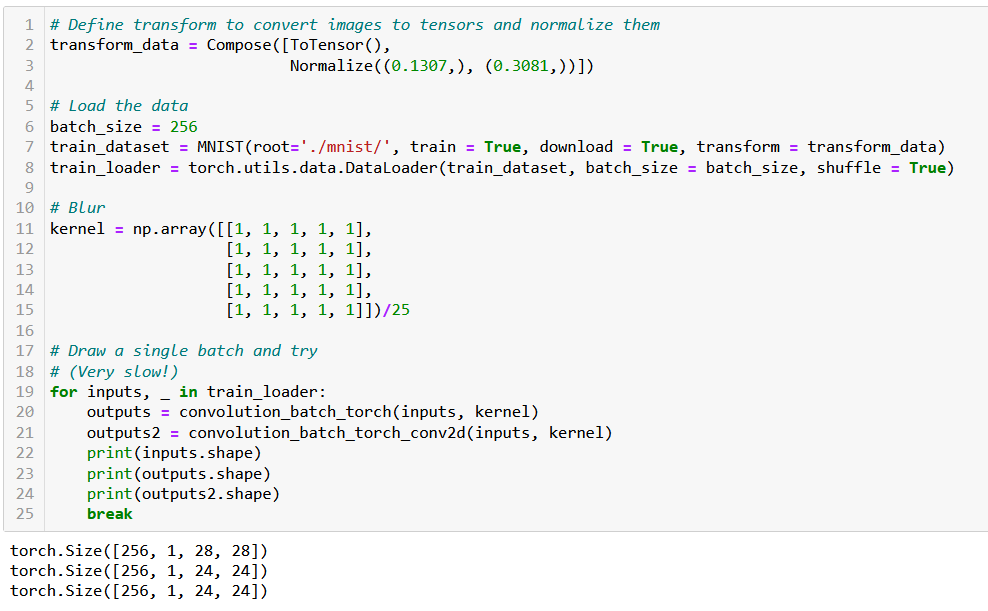 1 # Define transform to convert images to tensors and normalize them
2 transform_data = Compose([ToTensor(),
3                           Normalize((0.1307,), (0.3081,))])
4
5 # Load the data
6 batch_size = 256
7 train_dataset = MNIST(root='./mnist/', train = True, download = True, transform = transform_data)
8 train_loader = torch.utils.data.DataLoader(train_dataset, batch_size = batch_size, shuffle = True)
9
10 # Blur
11 kernel = np.array([[1, 1, 1, 1, 1],
12                    [1, 1, 1, 1, 1],
13                    [1, 1, 1, 1, 1],
14                    [1, 1, 1, 1, 1],
15                    [1, 1, 1, 1, 1]])/25
16
17 # Draw a single batch and try
18 # (Very slow!)
19 for inputs, _ in train_loader:
20     outputs = convolution_batch_torch(inputs, kernel)
21     outputs2 = convolution_batch_torch_conv2d(inputs, kernel)
22     print(inputs.shape)
23     print(outputs.shape)
24     print(outputs2.shape)
25     break
torch.Size([256, 1, 28, 28])
torch.Size([256, 1, 24, 24])
torch.Size([256, 1, 24, 24])